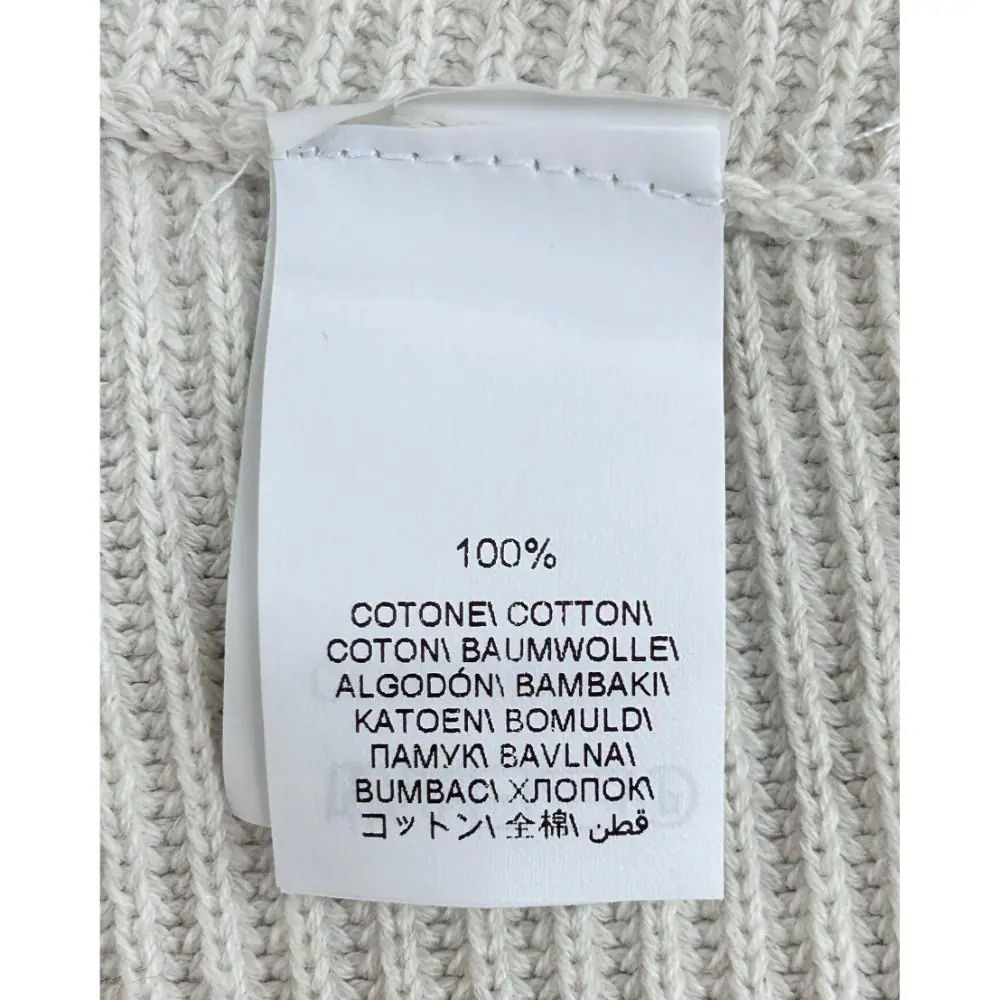 100%
COTONE\ COTTON\
COTON\ BAUMWOLLE\
ALGODÓN\ BAMBAKI\
KATOEN\ BOMULD\
ПАМУК\ BAVLNA\
BUMBAC\ ХЛОПОК\
コットン\ 全棉\ قطن